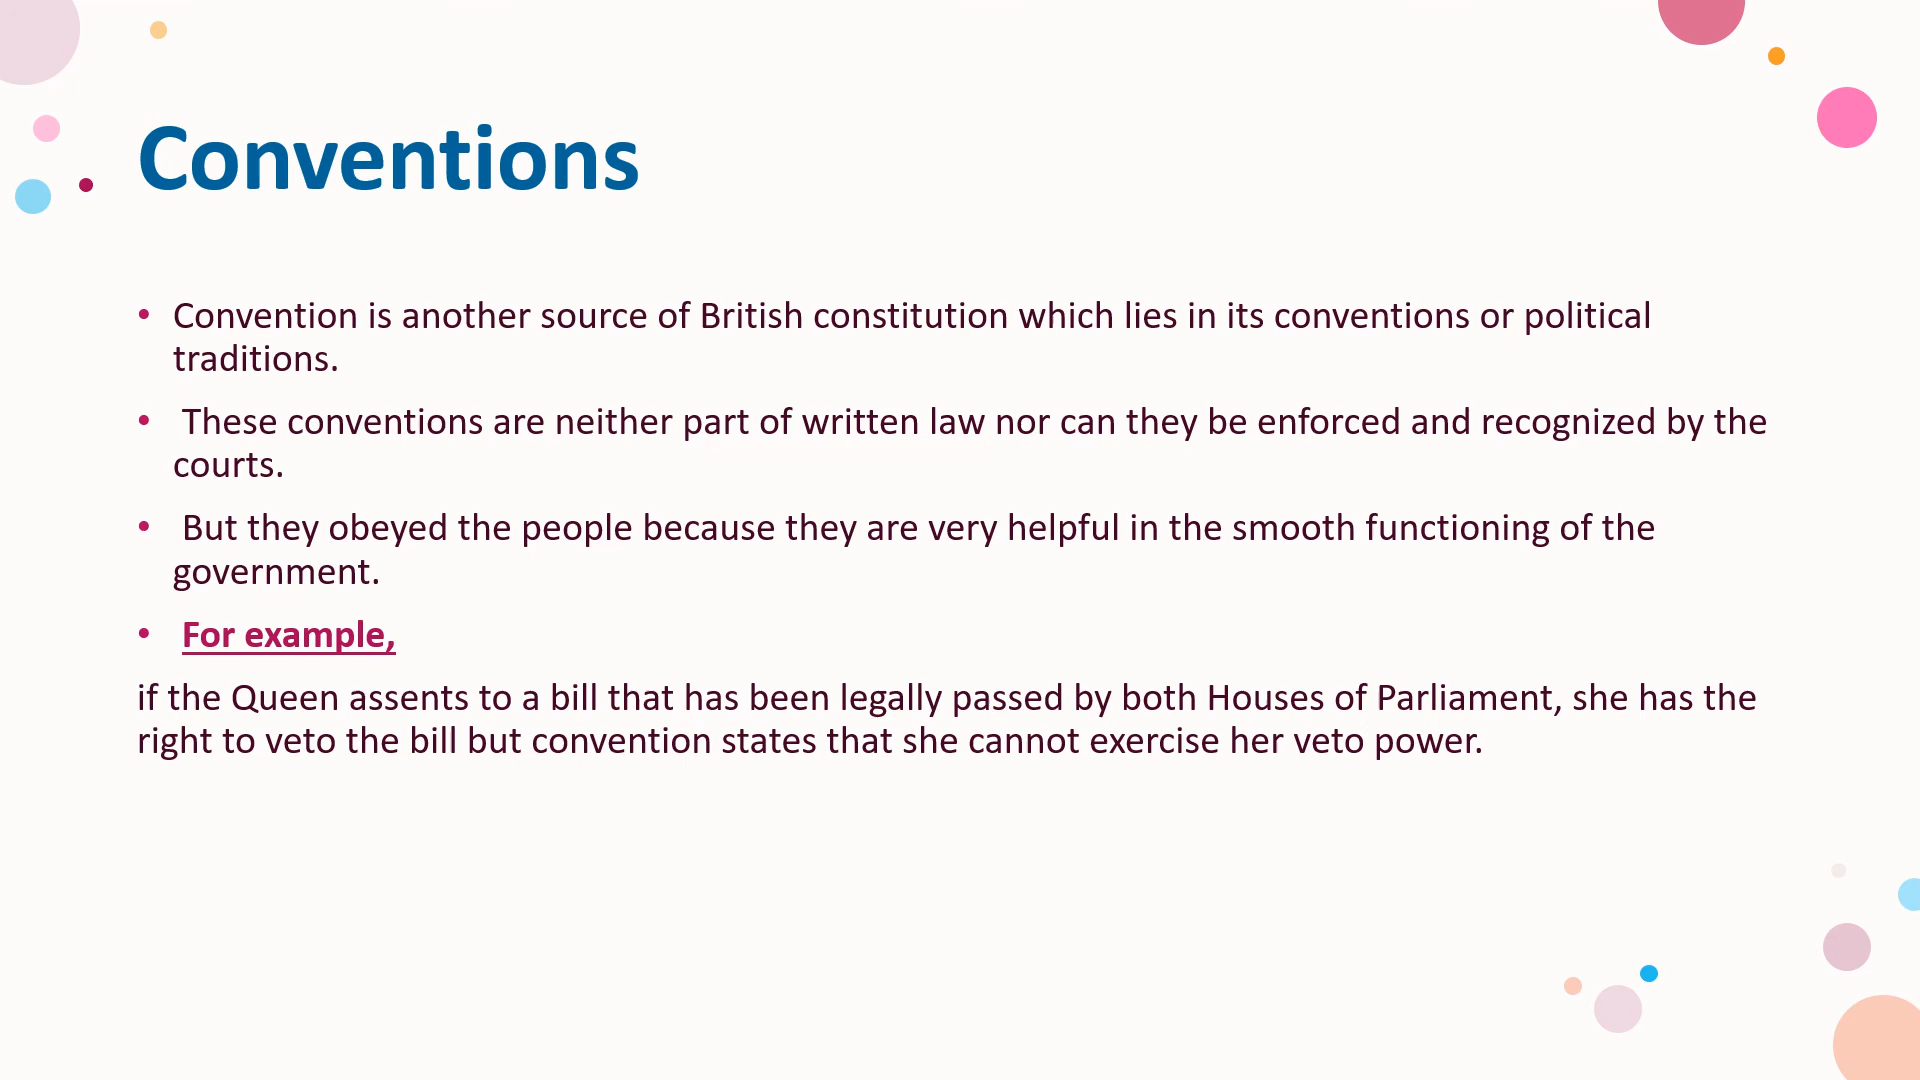 Conventions
• Convention is another source of British constitution which lies in its conventions or political
traditions.
• These conventions are neither part of written law nor can they be enforced and recognized by the
courts.
• But they obeyed the people because they are very helpful in the smooth functioning of the
government.
• For example,
if the Queen assents to a bill that has been legally passed by both Houses of Parliament, she has the
right to veto the bill but convention states that she cannot exercise her veto power.